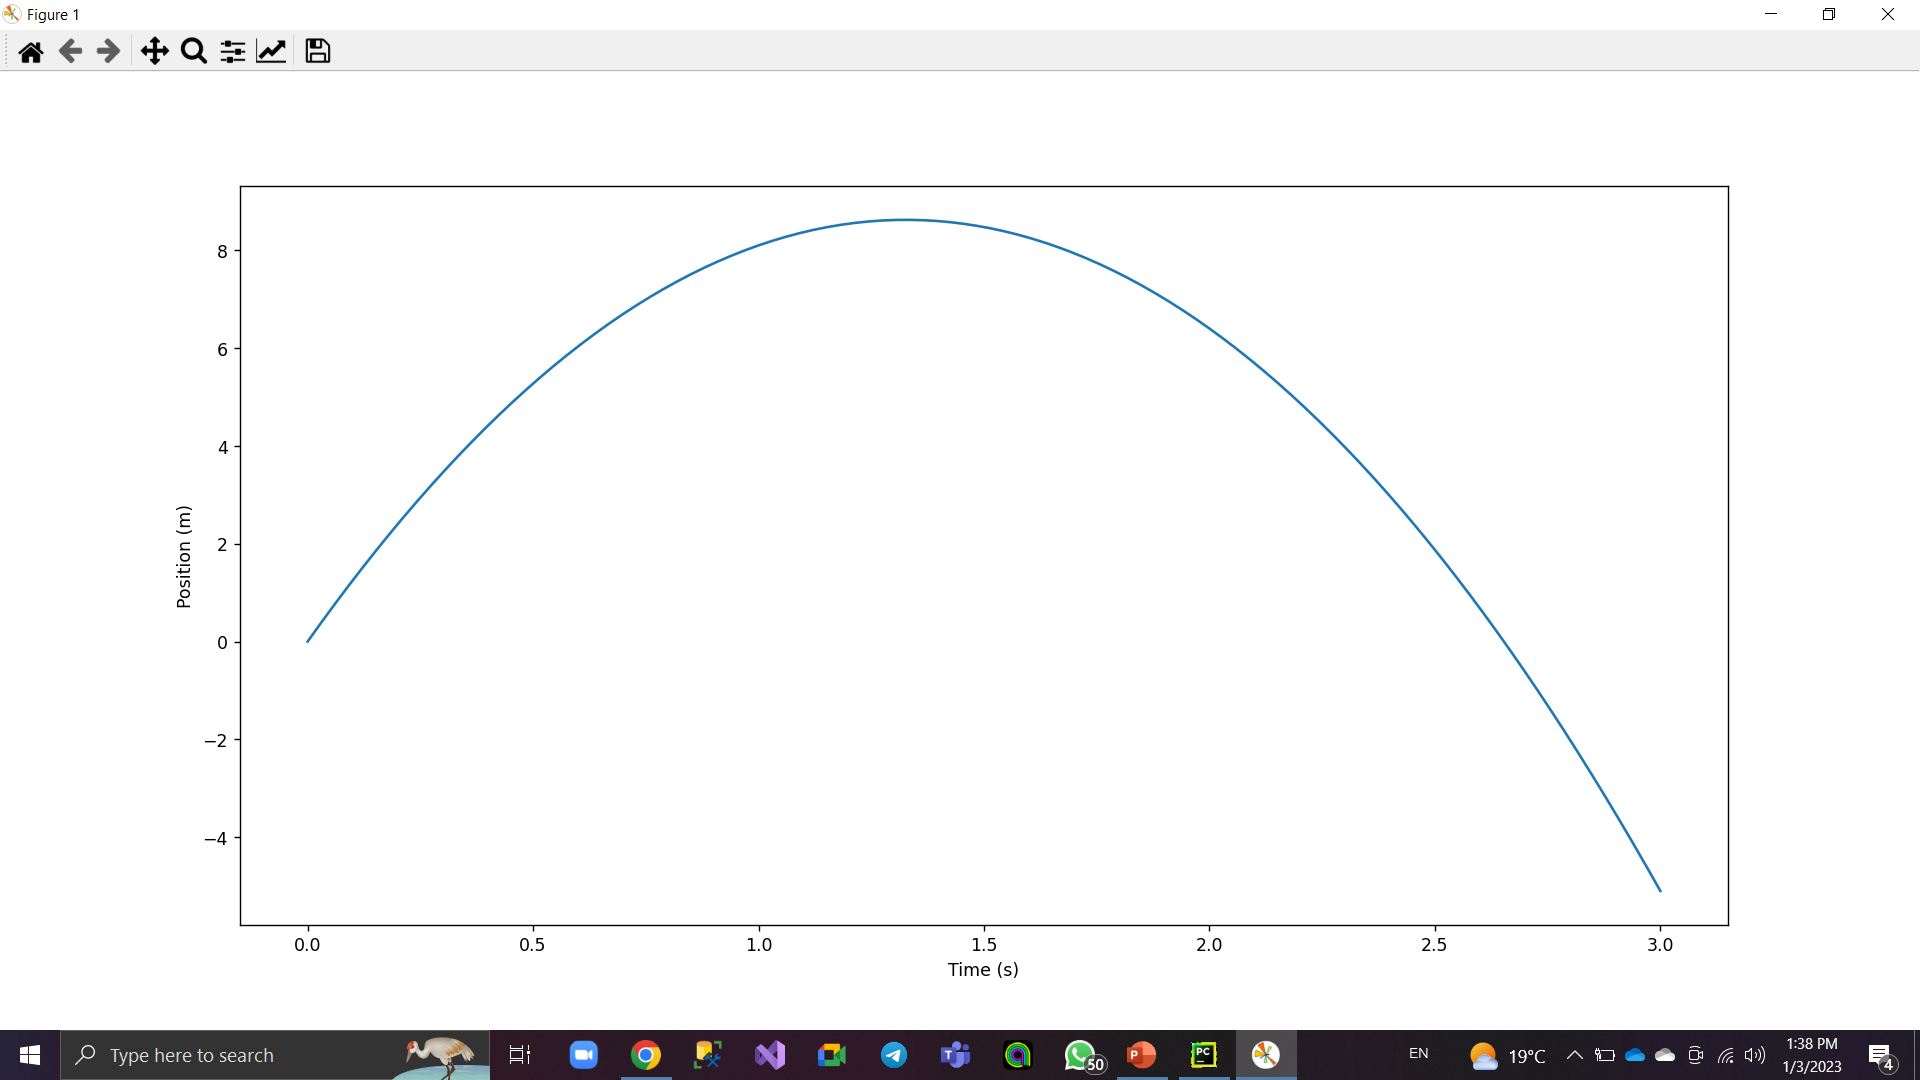 Figure 1
8
6
4
2
0
−2
−4
Position (m)
0.0 0.5 1.0 1.5 2.0 2.5 3.0
Time (s)
Type here to search
T
50
P
PC
EN
19°C
1:38 PM
1/3/2023
4